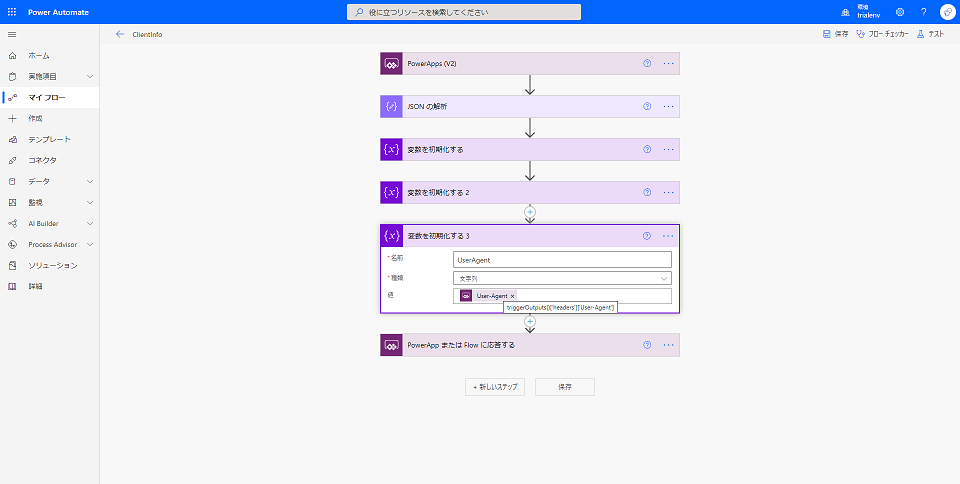 Power Automate
役に立つリソースを検索してください
環境
trialenv
ClientInfo
保存
フロー チェッカー
テスト
ホーム
実施項目
マイ フロー
作成
テンプレート
コネクタ
データ
監視
AI Builder
Process Advisor
ソリューション
詳細
PowerApps (V2)
JSON の解析
変数を初期化する
変数を初期化する 2
変数を初期化する 3
*名前
UserAgent
*種類
文字列
値
User-Agent ×
triggerOutputs()['headers']['User-Agent']
PowerApp または Flow に応答する
+ 新しいステップ
保存